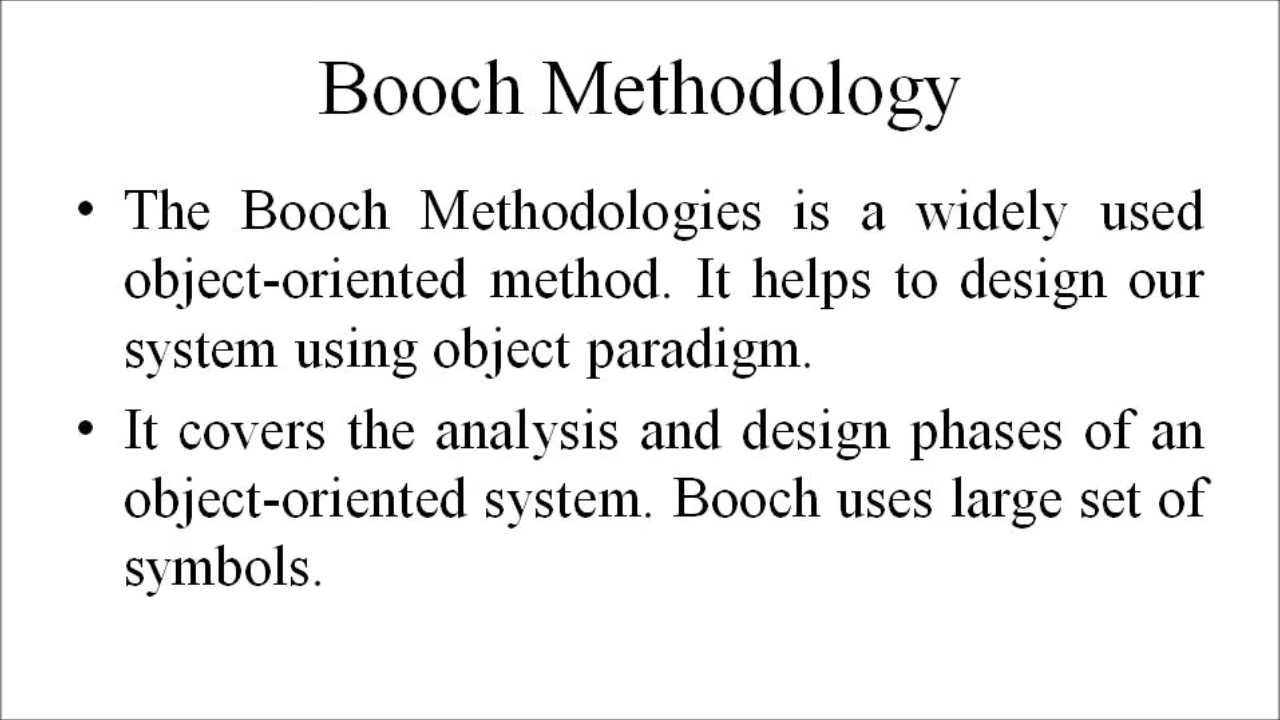 Booch Methodology
• The Booch Methodologies is a widely used
object-oriented method. It helps to design our
system using object paradigm.
• It covers the analysis and design phases of an
object-oriented system. Booch uses large set of
symbols.